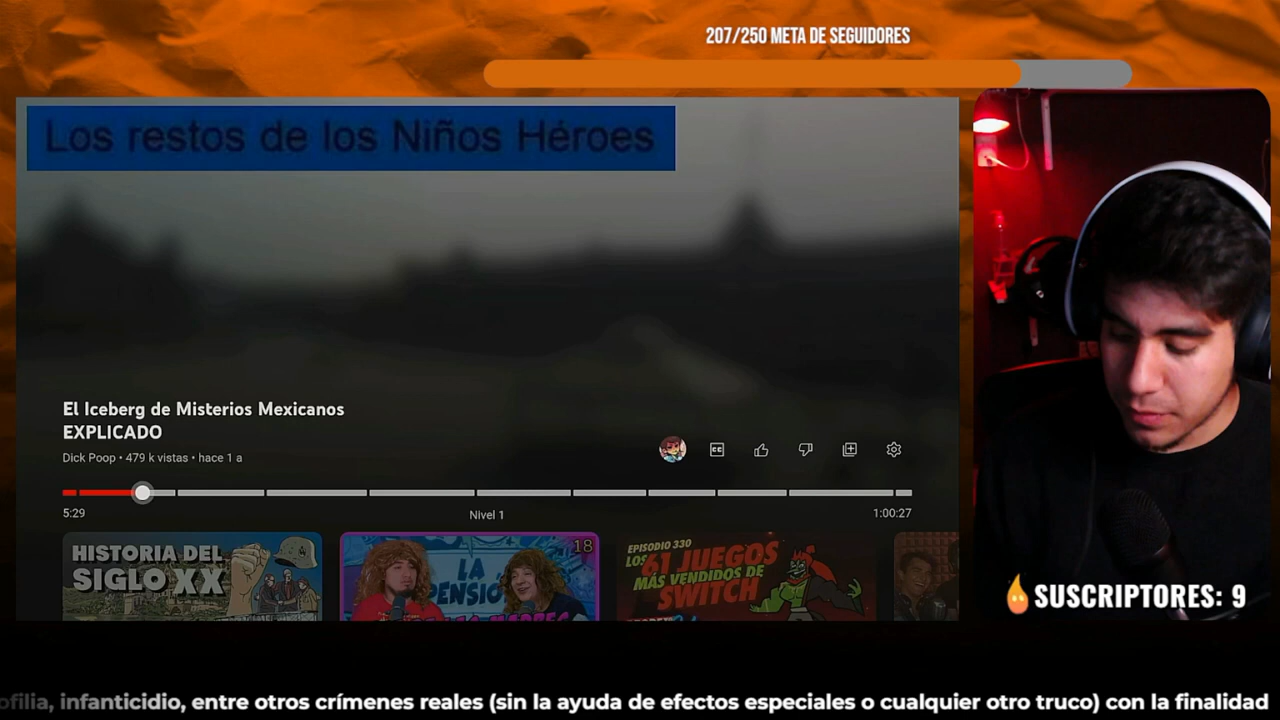 207/250 META DE SEGUIDORES
Los restos de los Niños Héroes
El Iceberg de Misterios Mexicanos
EXPLICADO
Dick Poop • 479 k vistas • hace 1 a
CC
5:29
Nivel 1
1:00:27
HISTORIA DEL
SIGLO XX
18
LA
PENSIO
EPISODIO 330
LOS 61 JUEGOS
MÁS VENDIDOS DE
SWITCH
SUSCRIPTORES: 9
ofilia, infanticidio, entre otros crímenes reales (sin la ayuda de efectos especiales o cualquier otro truco) con la finalidad